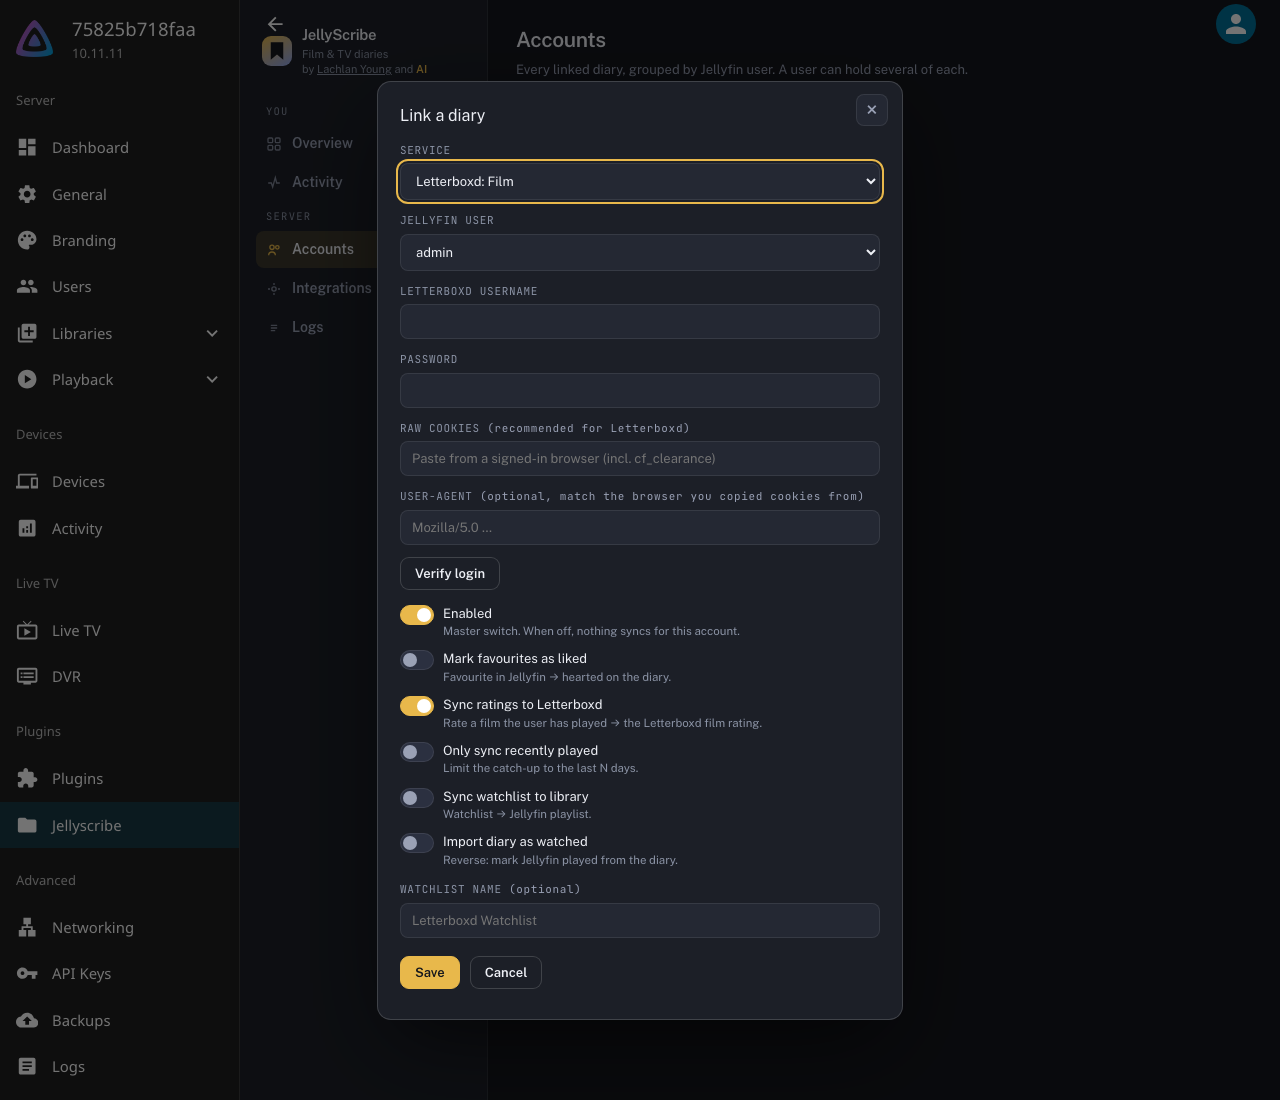 75825b718faa
10.11.11
Server
Dashboard
General
Branding
Users
Libraries
Playback
Devices
Devices
Activity
Live TV
Live TV
DVR
Plugins
Plugins
Jellyscribe
Advanced
Networking
API Keys
Backups
Logs
JellyScribe
Film & TV diaries
by Lachlan Young and AI
YOU
Overview
Activity
SERVER
Accounts
Integrations
Logs
Accounts
Every linked diary, grouped by Jellyfin user. A user can hold several of each.
Link a diary
SERVICE
Letterboxd: Film
JELLYFIN USER
admin
LETTERBOXD USERNAME
PASSWORD
RAW COOKIES (recommended for Letterboxd)
Paste from a signed-in browser (incl. cf_clearance)
USER-AGENT (optional, match the browser you copied cookies from)
Mozilla/5.0 ...
Verify login
Enabled
Master switch. When off, nothing syncs for this account.
Mark favourites as liked
Favourite in Jellyfin → hearted on the diary.
Sync ratings to Letterboxd
Rate a film the user has played → the Letterboxd film rating.
Only sync recently played
Limit the catch-up to the last N days.
Sync watchlist to library
Watchlist → Jellyfin playlist.
Import diary as watched
Reverse: mark Jellyfin played from the diary.
WATCHLIST NAME (optional)
Letterboxd Watchlist
Save
Cancel